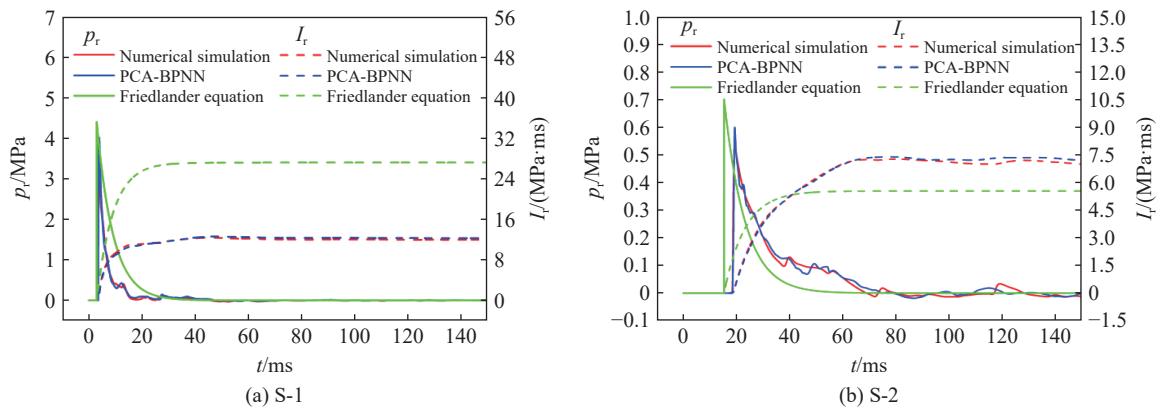 7
6
5
4
3
2
1
0
p_r/MPa
p_r I_r
Numerical simulation Numerical simulation
PCA-BPNN PCA-BPNN
Friedlander equation Friedlander equation
56
48
40
36
28
24
16
12
8
0
I_r/(MPa·ms)
0 20 40 60 80 100 120 140
t/ms
(a) S-1
1.0
0.9
0.8
0.7
0.6
0.5
0.4
0.3
0.2
0.1
0
−0.1
p_r/MPa
p_r I_r
Numerical simulation Numerical simulation
PCA-BPNN PCA-BPNN
Friedlander equation Friedlander equation
15.0
13.5
12.0
10.5
9.0
7.5
6.0
4.5
3.0
1.5
0
−1.5
I_r/(MPa·ms)
0 20 40 60 80 100 120 140
t/ms
(b) S-2